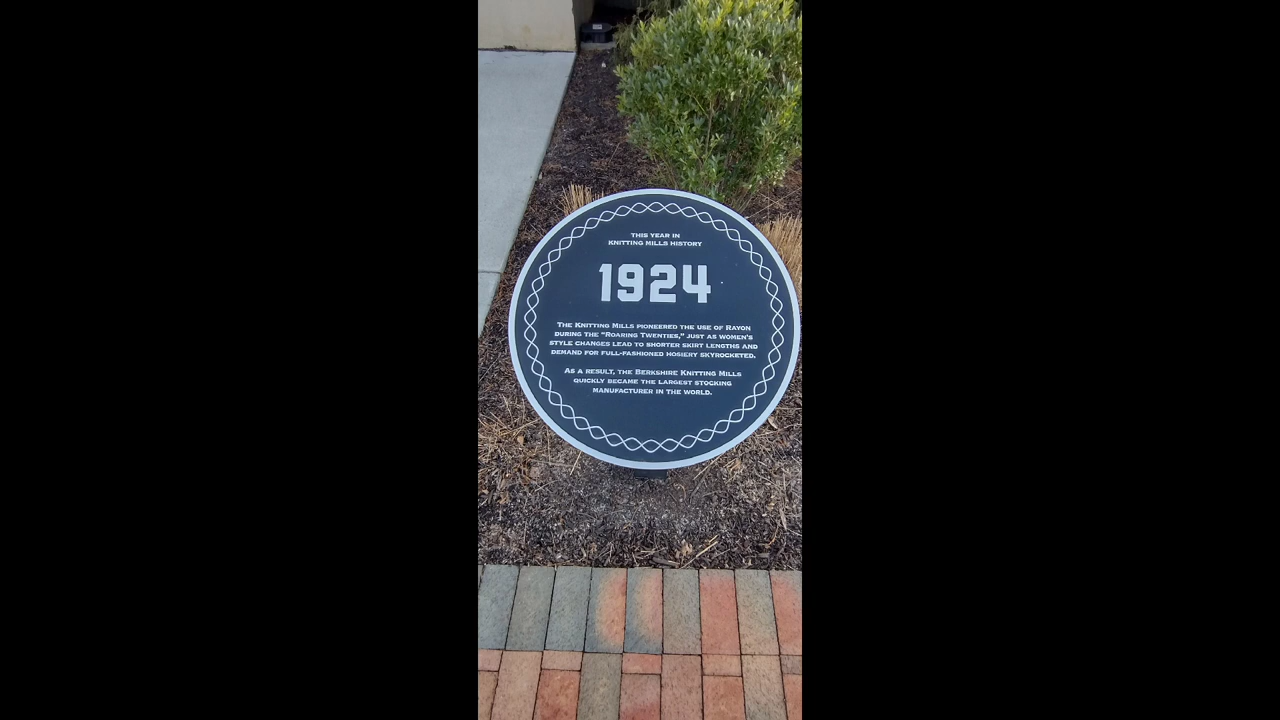 THIS YEAR IN
KNITTING MILLS HISTORY
1924
THE KNITTING MILLS PIONEERED THE USE OF RAYON
DURING THE "ROARING TWENTIES," JUST AS WOMEN'S
STYLE CHANGES LEAD TO SHORTER SKIRT LENGTHS AND
DEMAND FOR FULL-FASHIONED HOSIERY SKYROCKETED.
AS A RESULT, THE BERKSHIRE KNITTING MILLS
QUICKLY BECAME THE LARGEST STOCKING
MANUFACTURER IN THE WORLD.